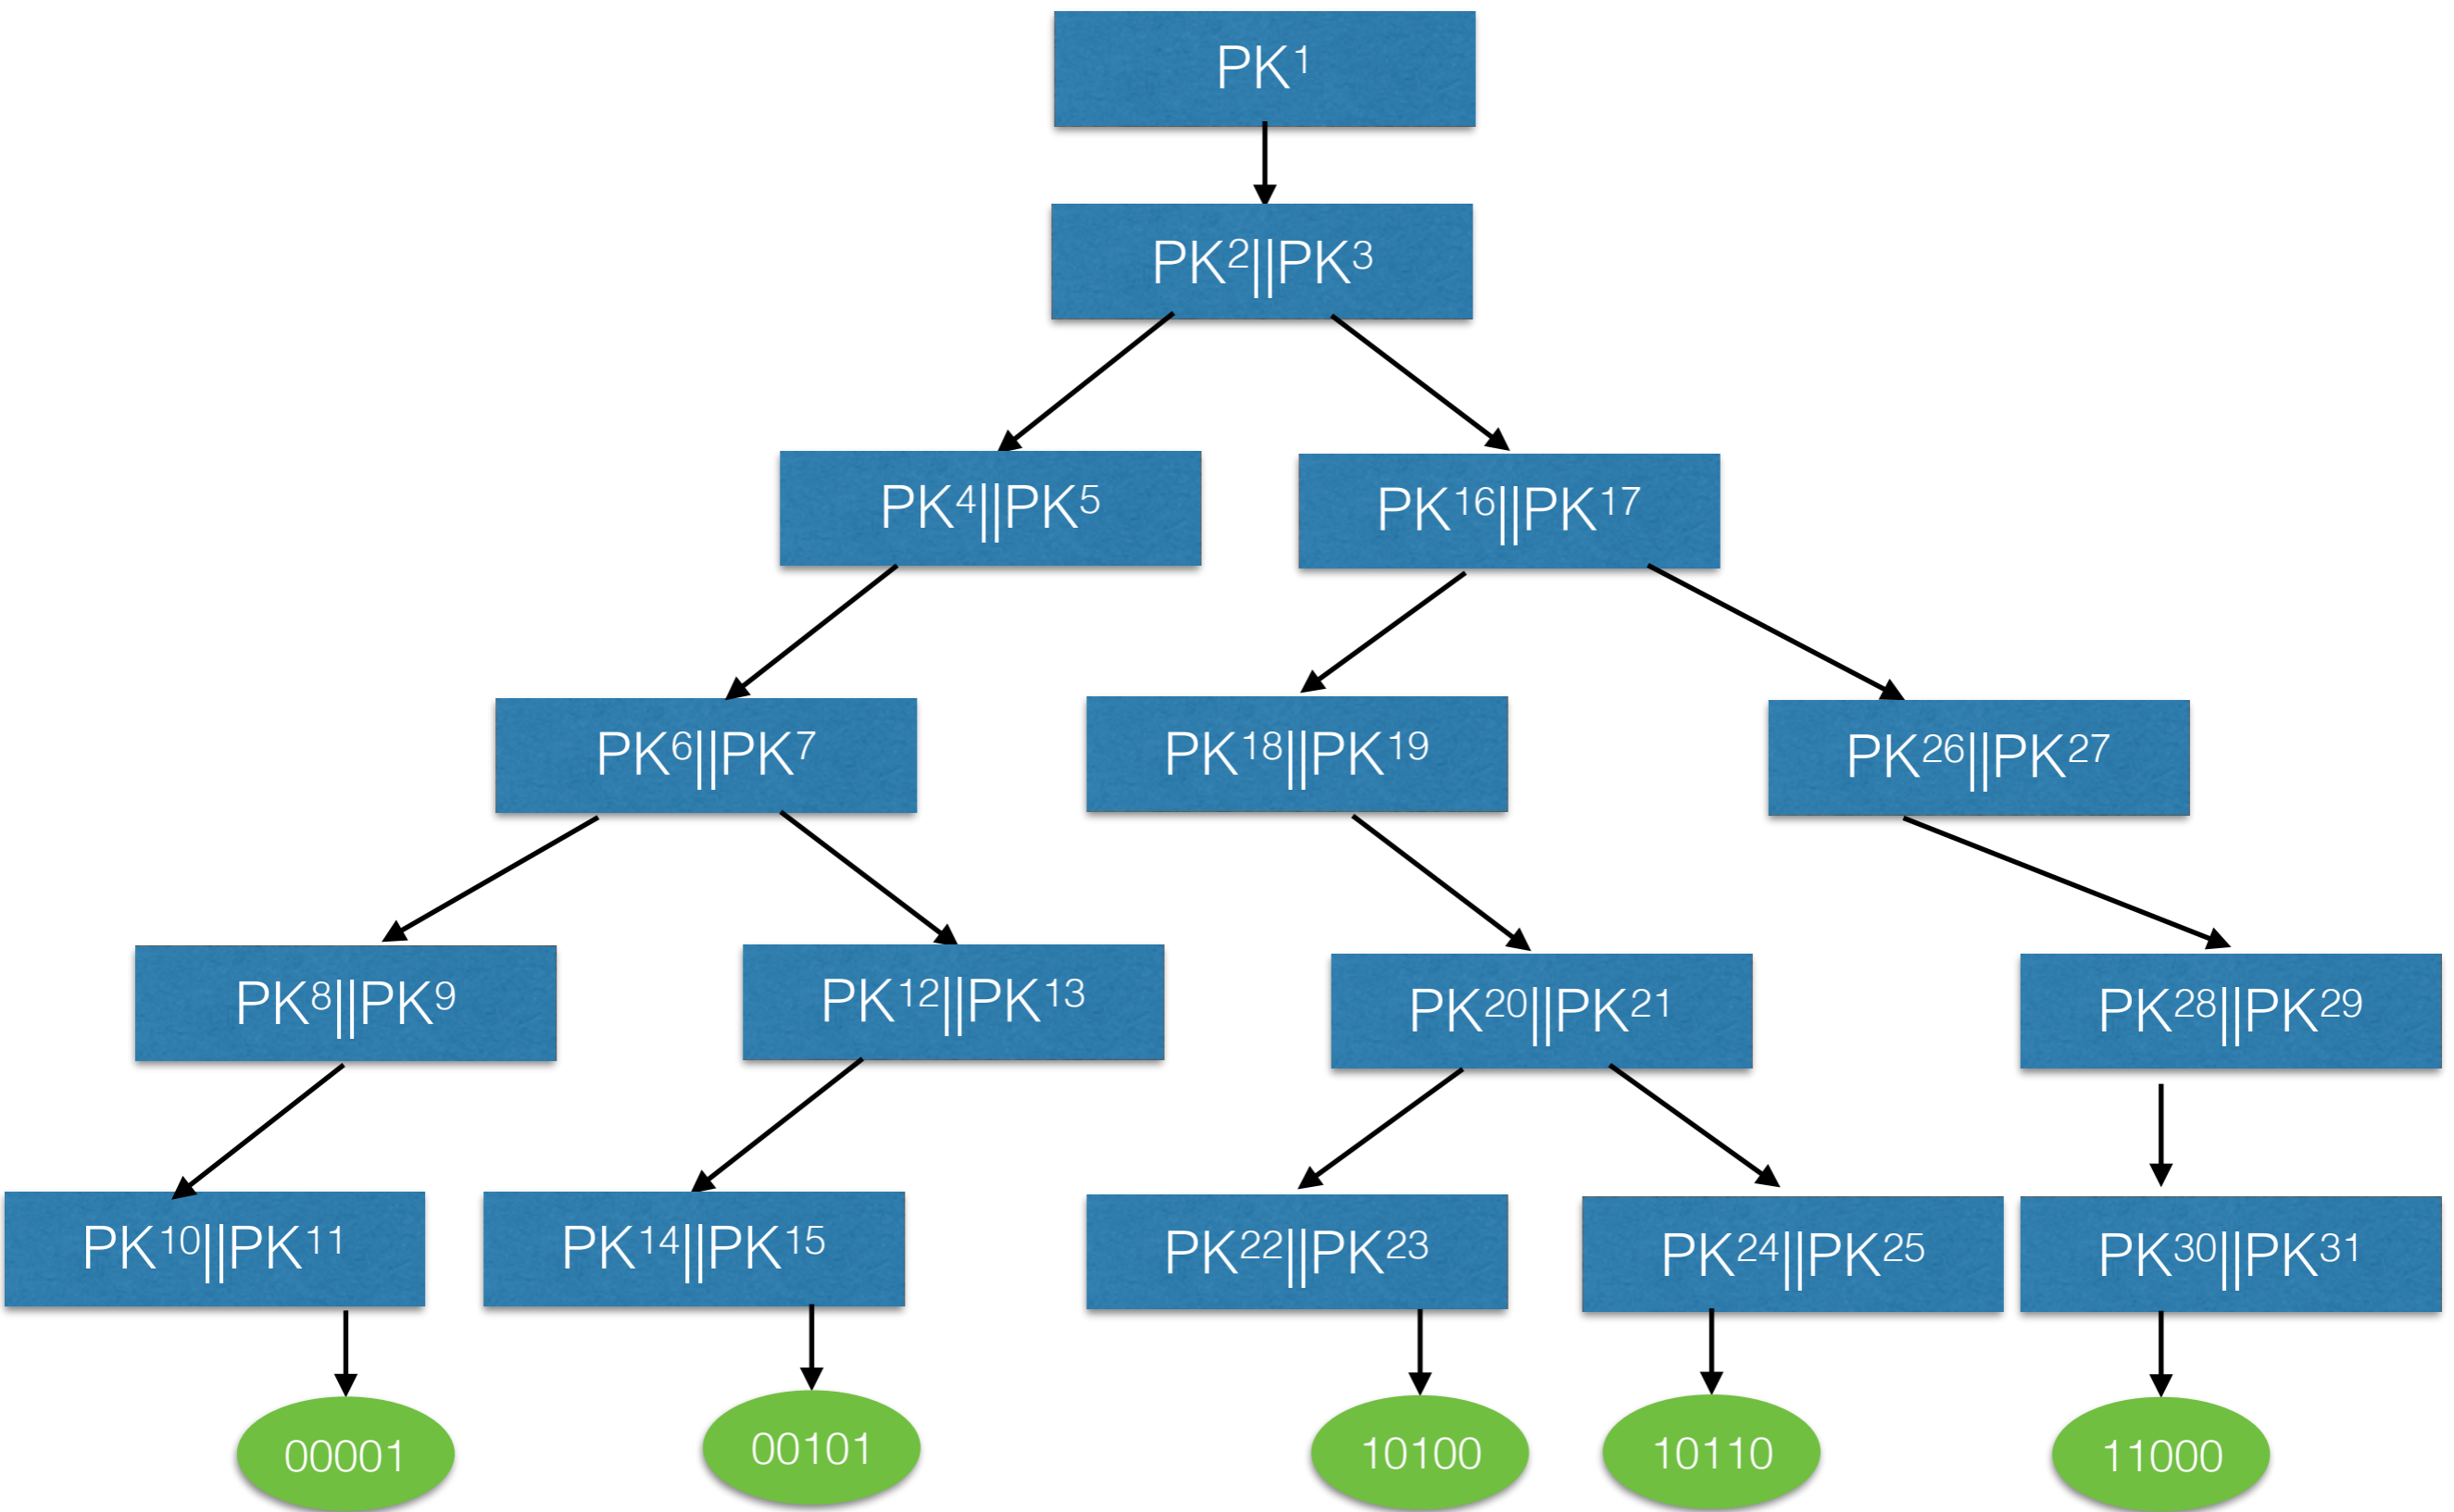 PK¹
PK²||PK³
PK⁴||PK⁵
PK¹⁶||PK¹⁷
PK⁶||PK⁷
PK¹⁸||PK¹⁹
PK²⁶||PK²⁷
PK⁸||PK⁹
PK¹²||PK¹³
PK²⁰||PK²¹
PK²⁸||PK²⁹
PK¹⁰||PK¹¹
PK¹⁴||PK¹⁵
PK²²||PK²³
PK²⁴||PK²⁵
PK³⁰||PK³¹
00001
00101
10100
10110
11000